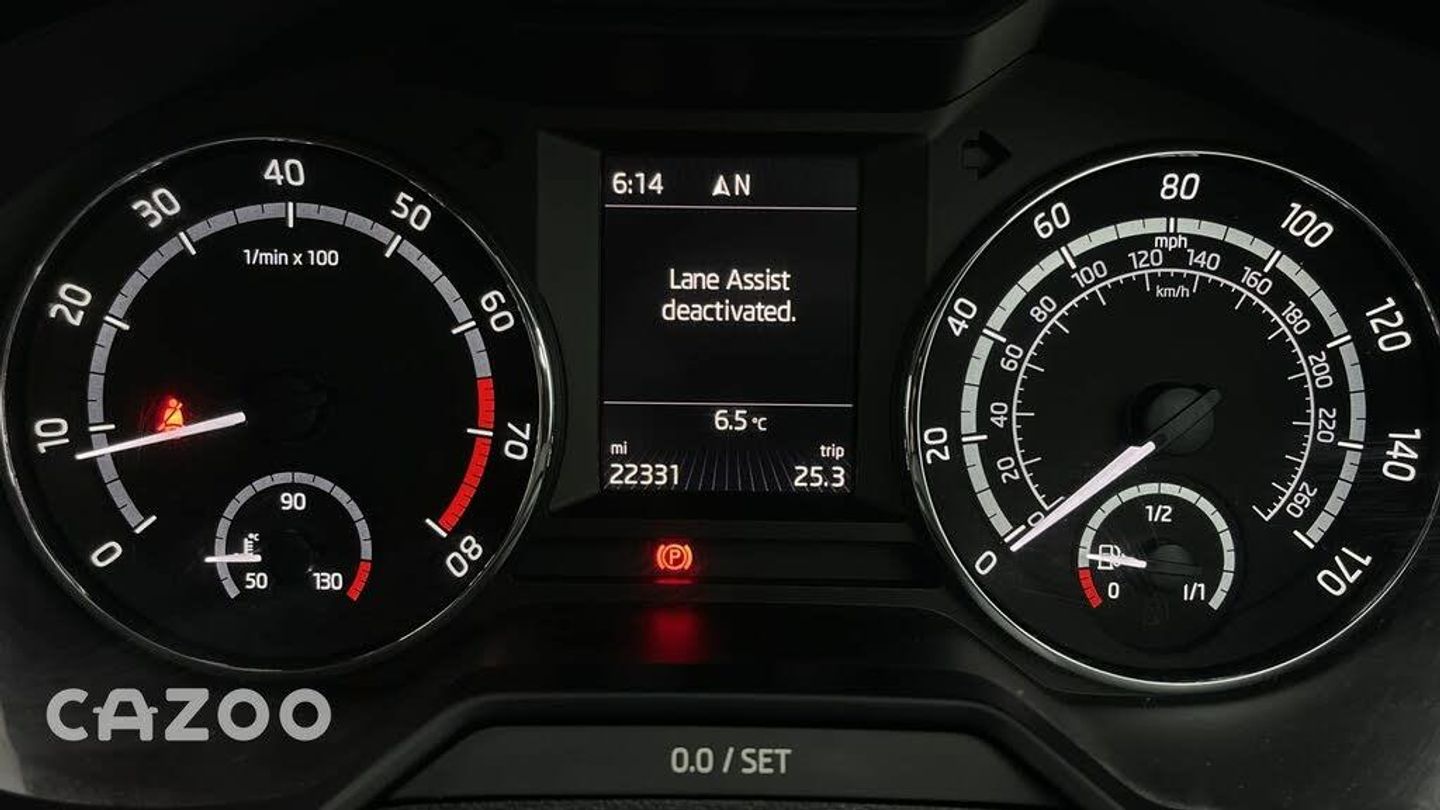 6:14 N
Lane Assist
deactivated.
6.5 °C
mi trip
22331 25.3
0 10 20 30 40 50 60 70 80
1/min x 100
50 90 130
0 20 40 60 80 100 120 140 170
mph
0 20 40 60 80 100 120 140 160 180 200 220 260
km/h
0 1/2 1/1
P
CAZOO
0.0 / SET